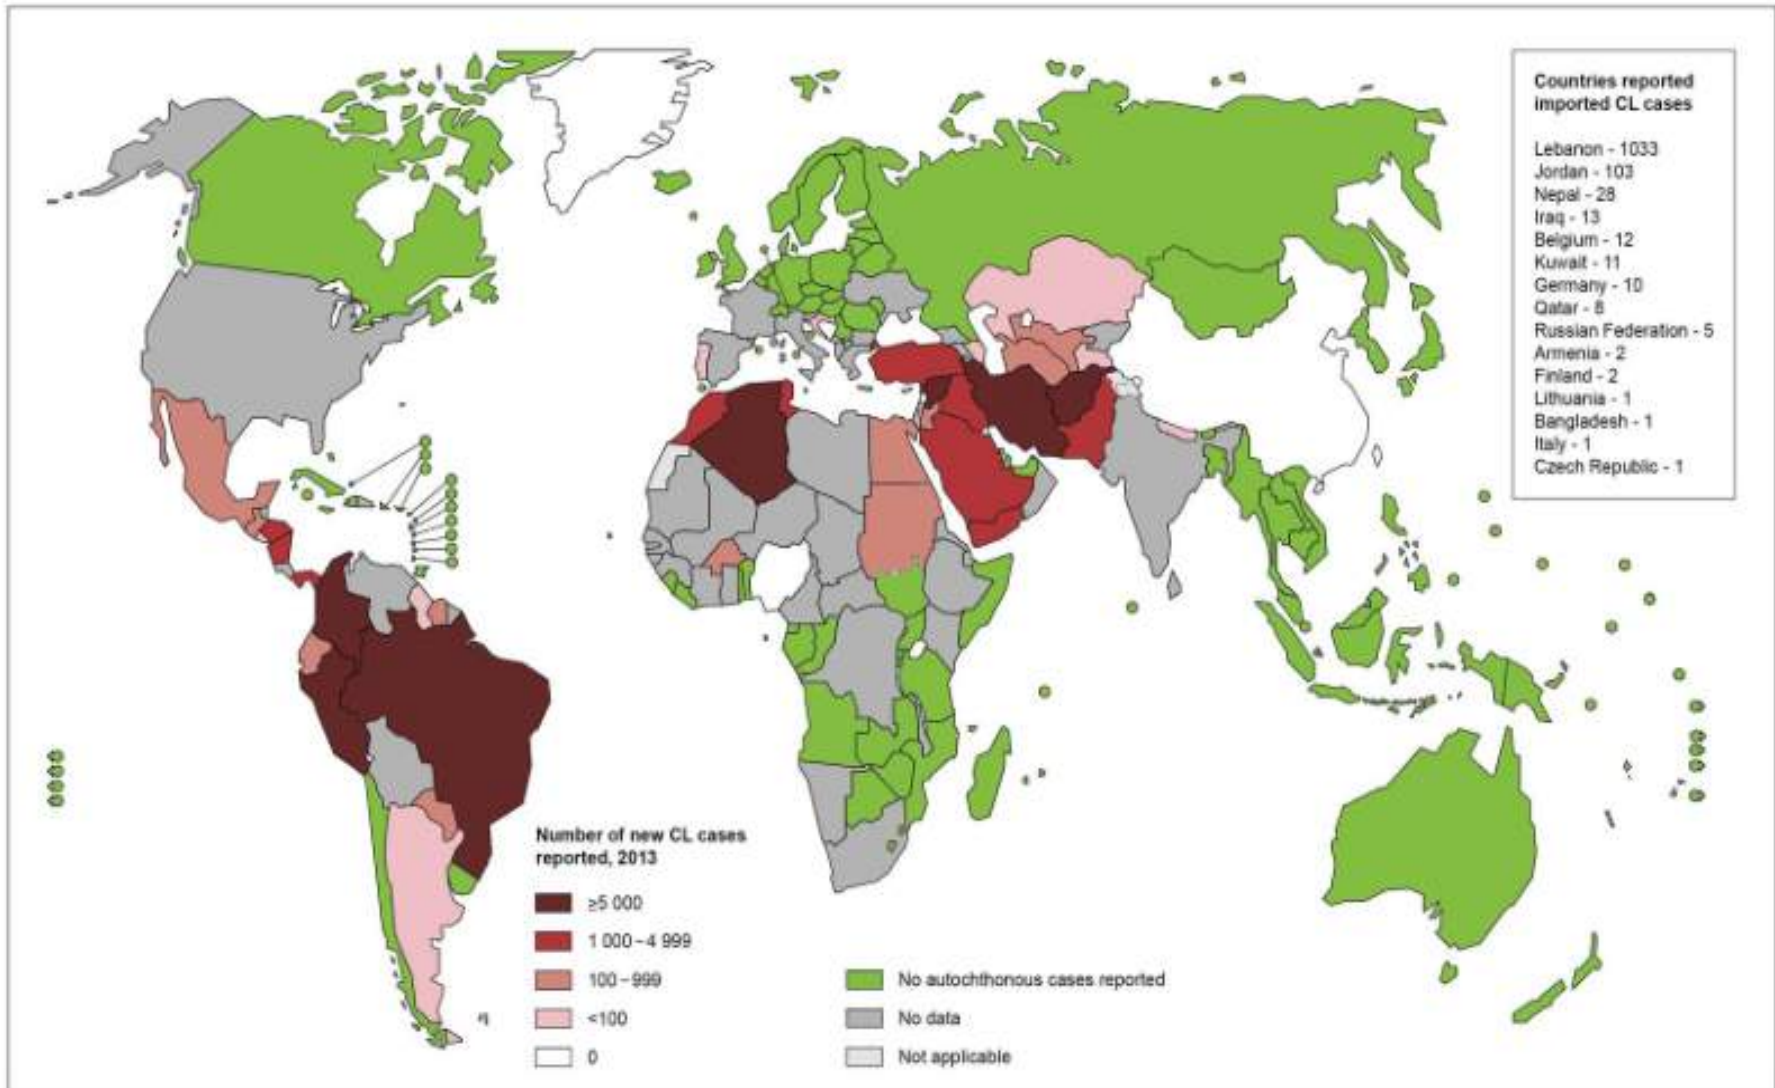 Countries reported
imported CL cases
Lebanon - 1033
Jordan - 103
Nepal - 28
Iraq - 13
Belgium - 12
Kuwait - 11
Germany - 10
Qatar - 8
Russian Federation - 5
Armenia - 2
Finland - 2
Lithuania - 1
Bangladesh - 1
Italy - 1
Czech Republic - 1
Number of new CL cases
reported, 2013
≥5 000
1 000–4 999
100–999
<100
0
No autochthonous cases reported
No data
Not applicable